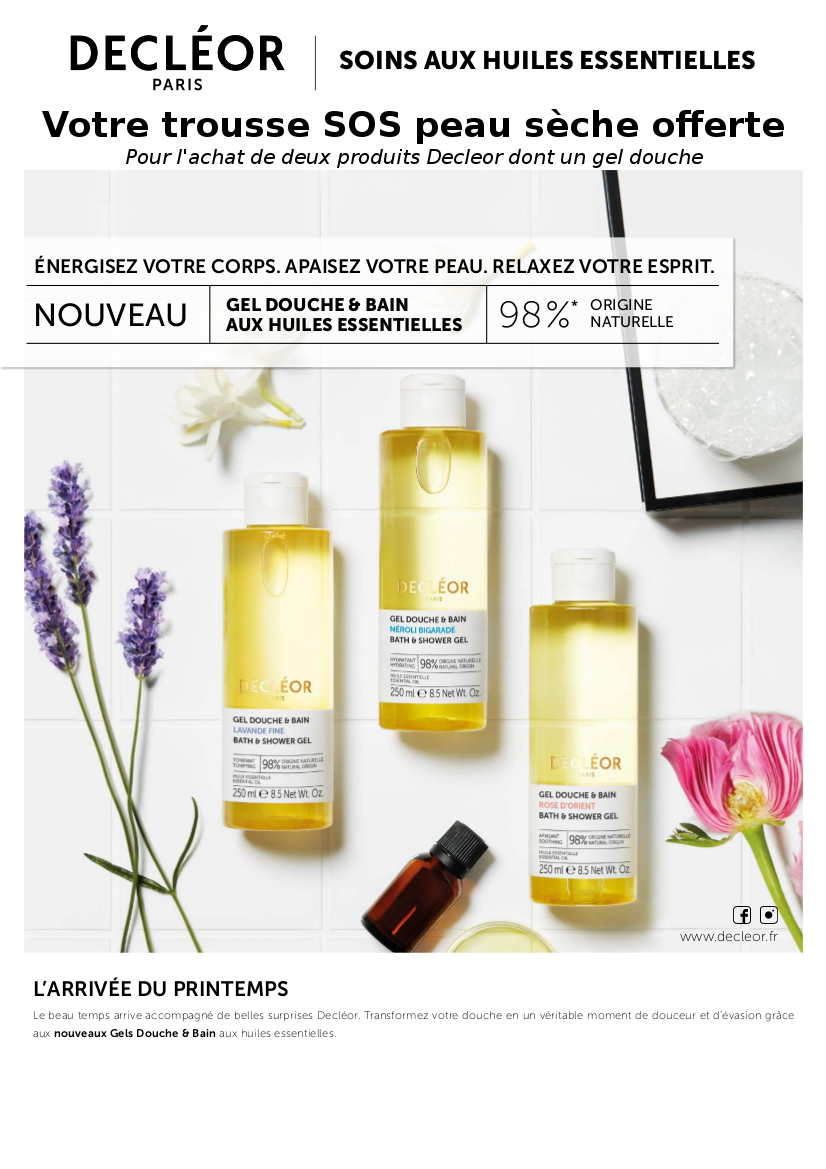 DECLÉOR
PARIS
SOINS AUX HUILES ESSENTIELLES
Votre trousse SOS peau sèche offerte
Pour l'achat de deux produits Decleor dont un gel douche
ÉNERGISEZ VOTRE CORPS. APAISEZ VOTRE PEAU. RELAXEZ VOTRE ESPRIT.
NOUVEAU
GEL DOUCHE & BAIN
AUX HUILES ESSENTIELLES
98%*
ORIGINE
NATURELLE
DECLÉOR
PARIS
GEL DOUCHE & BAIN
NÉROLI BIGARADE
BATH & SHOWER GEL
HYDRATANT
HYDRATING
98% ORIGINE NATURELLE
NATURAL ORIGIN
HUILE ESSENTIELLE
ESSENTIAL OIL
250 ml ℮ 8.5 Net Wt. Oz.
DECLÉOR
PARIS
GEL DOUCHE & BAIN
LAVANDE FINE
BATH & SHOWER GEL
TONIFIANT
TONIFYING
98% ORIGINE NATURELLE
NATURAL ORIGIN
HUILE ESSENTIELLE
ESSENTIAL OIL
250 ml ℮ 8.5 Net Wt. Oz.
DECLÉOR
PARIS
GEL DOUCHE & BAIN
ROSE D'ORIENT
BATH & SHOWER GEL
APAISANT
SOOTHING
98% ORIGINE NATURELLE
NATURAL ORIGIN
HUILE ESSENTIELLE
ESSENTIAL OIL
250 ml ℮ 8.5 Net Wt. Oz.
www.decleor.fr
L'ARRIVÉE DU PRINTEMPS
Le beau temps arrive accompagné de belles surprises Decléor. Transformez votre douche en un véritable moment de douceur et d'évasion grâce
aux nouveaux Gels Douche & Bain aux huiles essentielles.